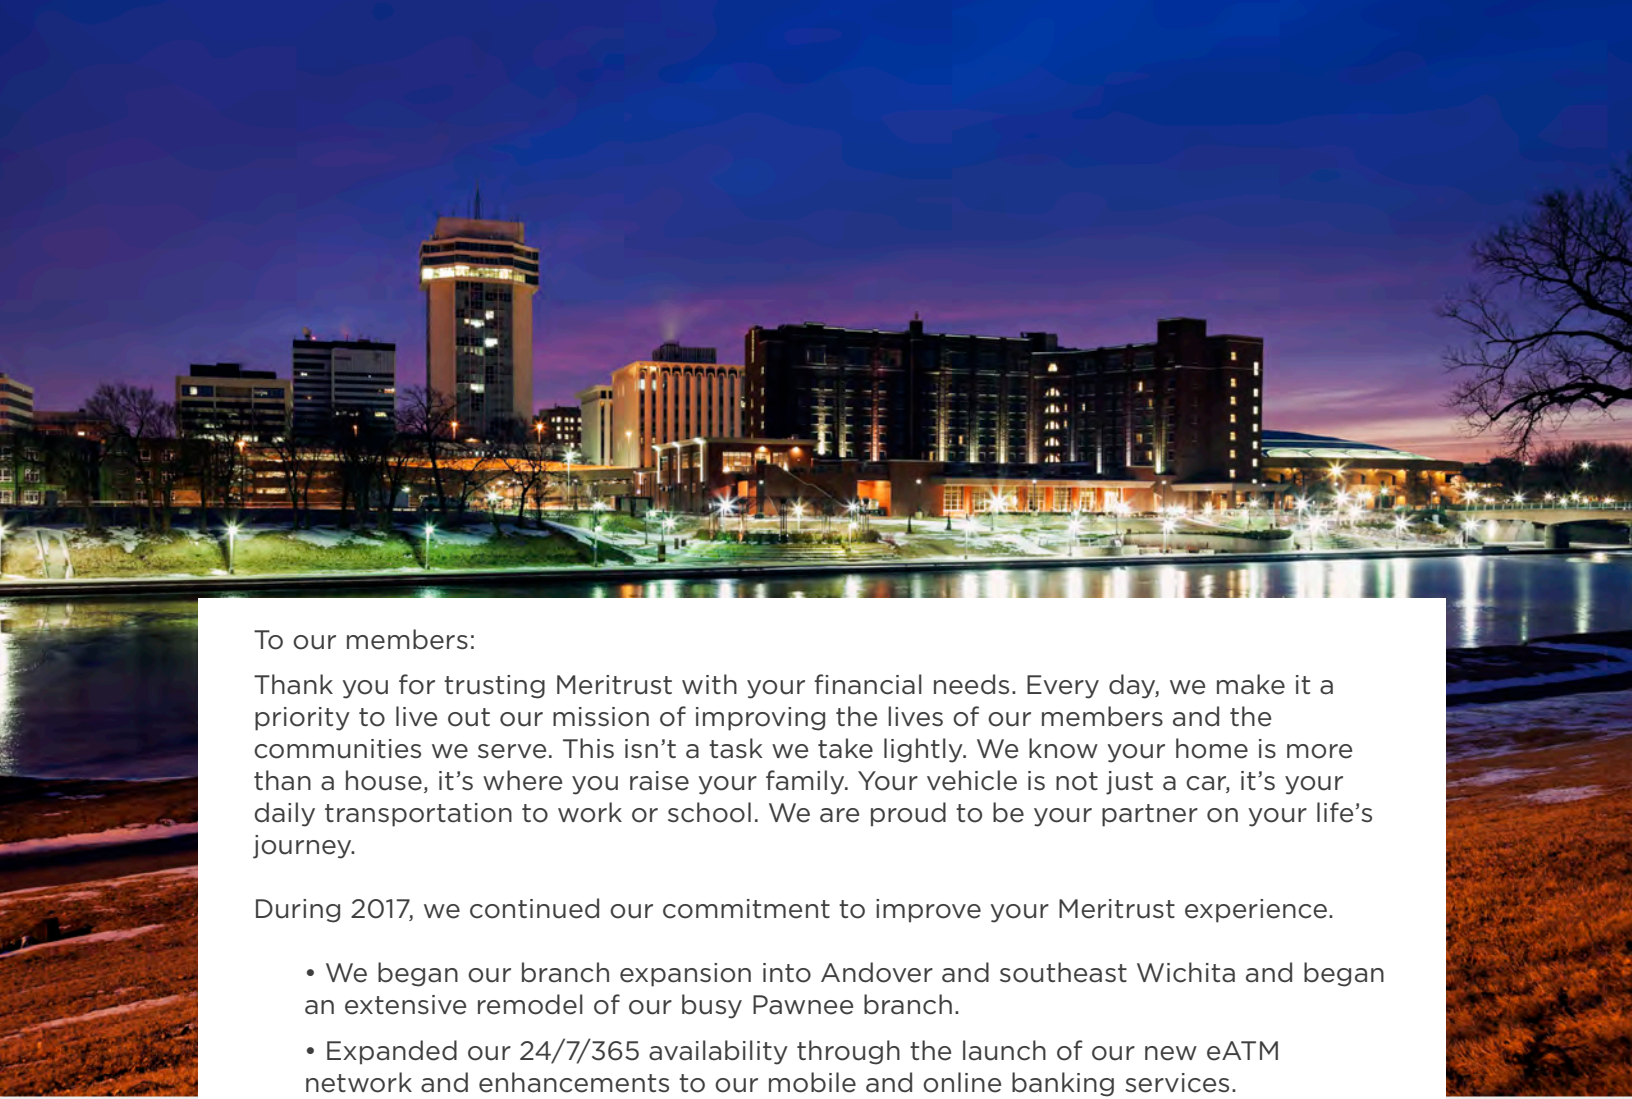 To our members:
Thank you for trusting Meritrust with your financial needs. Every day, we make it a
priority to live out our mission of improving the lives of our members and the
communities we serve. This isn’t a task we take lightly. We know your home is more
than a house, it’s where you raise your family. Your vehicle is not just a car, it’s your
daily transportation to work or school. We are proud to be your partner on your life’s
journey.
During 2017, we continued our commitment to improve your Meritrust experience.
• We began our branch expansion into Andover and southeast Wichita and began
an extensive remodel of our busy Pawnee branch.
• Expanded our 24/7/365 availability through the launch of our new eATM
network and enhancements to our mobile and online banking services.